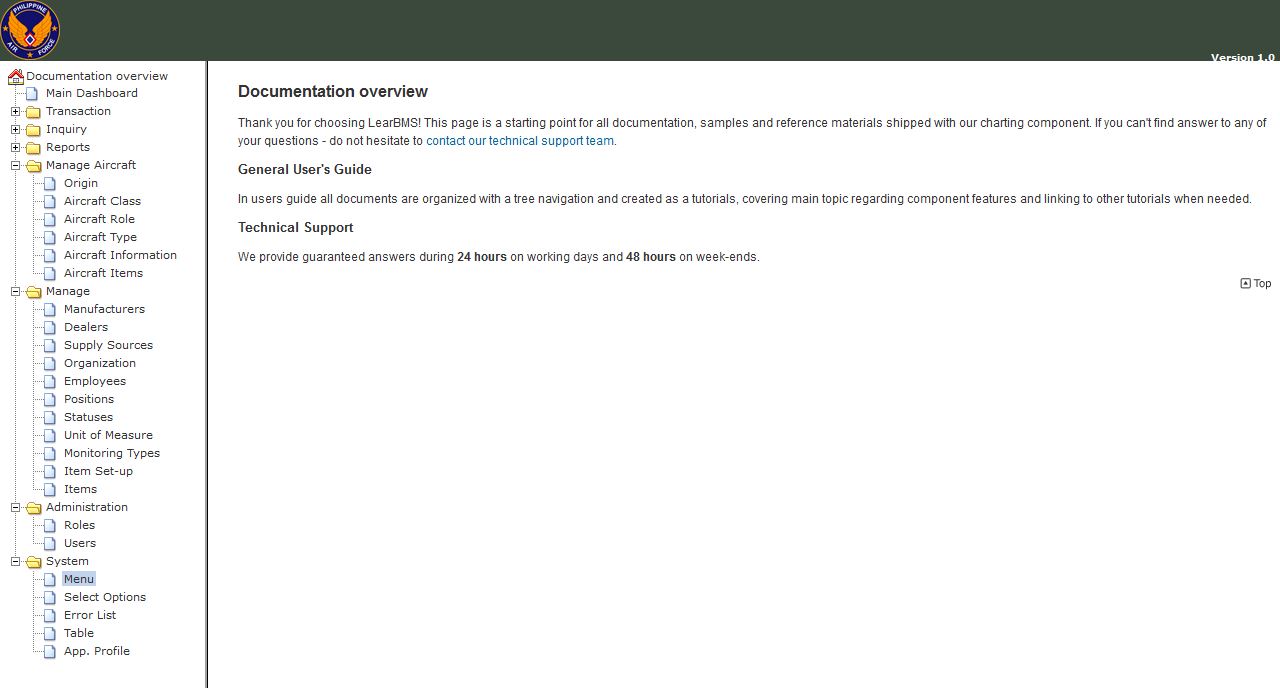 PHILIPPINE
AIR FORCE
Version 1.0
Documentation overview
Main Dashboard
Transaction
Inquiry
Reports
Manage Aircraft
Origin
Aircraft Class
Aircraft Role
Aircraft Type
Aircraft Information
Aircraft Items
Manage
Manufacturers
Dealers
Supply Sources
Organization
Employees
Positions
Statuses
Unit of Measure
Monitoring Types
Item Set-up
Items
Administration
Roles
Users
System
Menu
Select Options
Error List
Table
App. Profile
Documentation overview
Thank you for choosing LearBMS! This page is a starting point for all documentation, samples and reference materials shipped with our charting component. If you can't find answer to any of
your questions - do not hesitate to contact our technical support team.
General User's Guide
In users guide all documents are organized with a tree navigation and created as a tutorials, covering main topic regarding component features and linking to other tutorials when needed.
Technical Support
We provide guaranteed answers during 24 hours on working days and 48 hours on week-ends.
Top